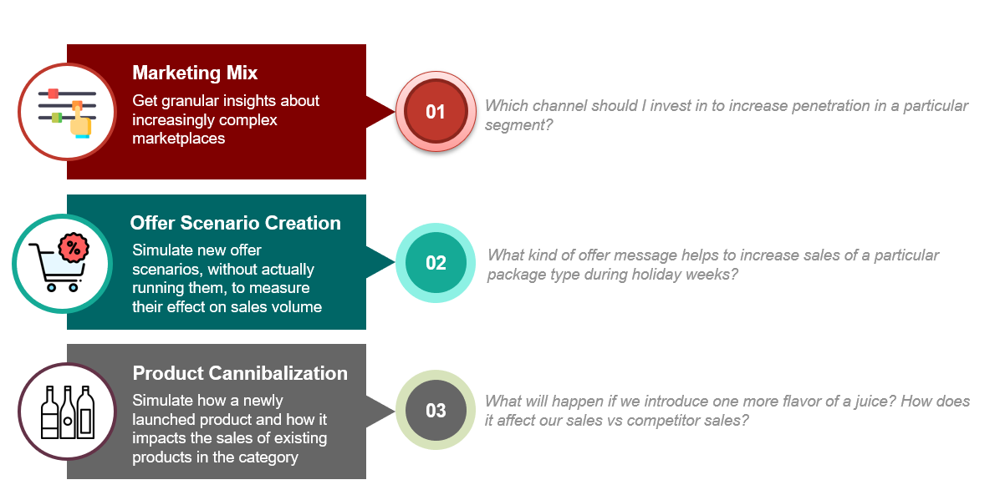 Marketing Mix
Get granular insights about
increasingly complex
marketplaces
01
Which channel should I invest in to increase penetration in a particular
segment?
Offer Scenario Creation
Simulate new offer
scenarios, without actually
running them, to measure
their effect on sales volume
%
02
What kind of offer message helps to increase sales of a particular
package type during holiday weeks?
Product Cannibalization
Simulate how a newly
launched product and how it
impacts the sales of existing
products in the category
03
What will happen if we introduce one more flavor of a juice? How does
it affect our sales vs competitor sales?